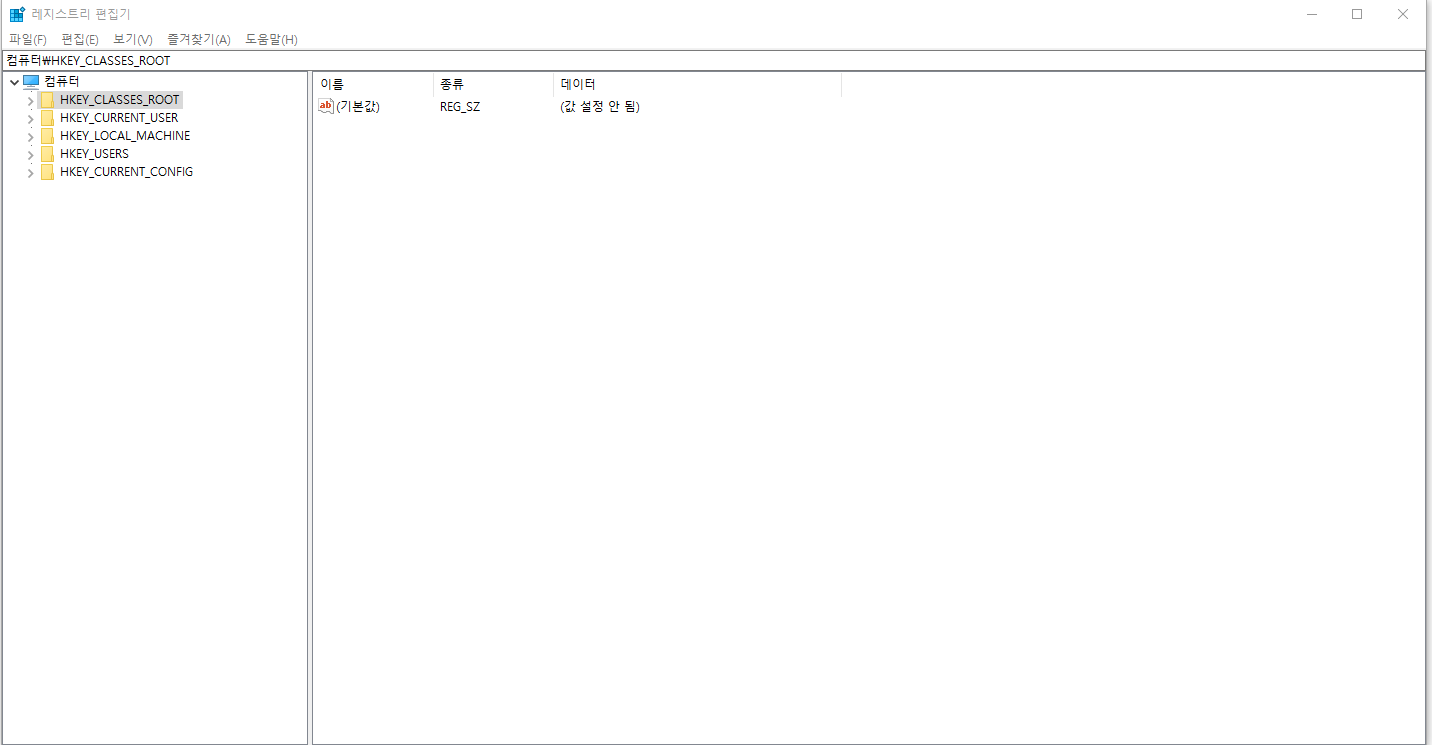 레지스트리 편집기
파일(F) 편집(E) 보기(V) 즐겨찾기(A) 도움말(H)
컴퓨터₩HKEY_CLASSES_ROOT
컴퓨터
HKEY_CLASSES_ROOT
HKEY_CURRENT_USER
HKEY_LOCAL_MACHINE
HKEY_USERS
HKEY_CURRENT_CONFIG
이름 종류 데이터
ab (기본값) REG_SZ (값 설정 안 됨)